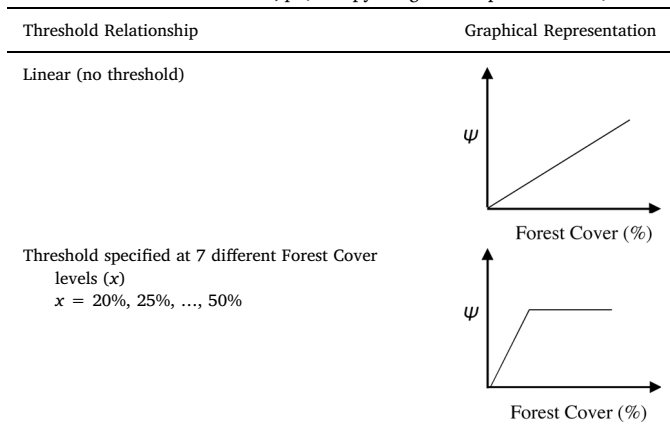 Threshold Relationship
Graphical Representation
Linear (no threshold)
Ψ
Forest Cover (%)
Threshold specified at 7 different Forest Cover
levels (x)
x = 20%, 25%, ..., 50%
Ψ
Forest Cover (%)